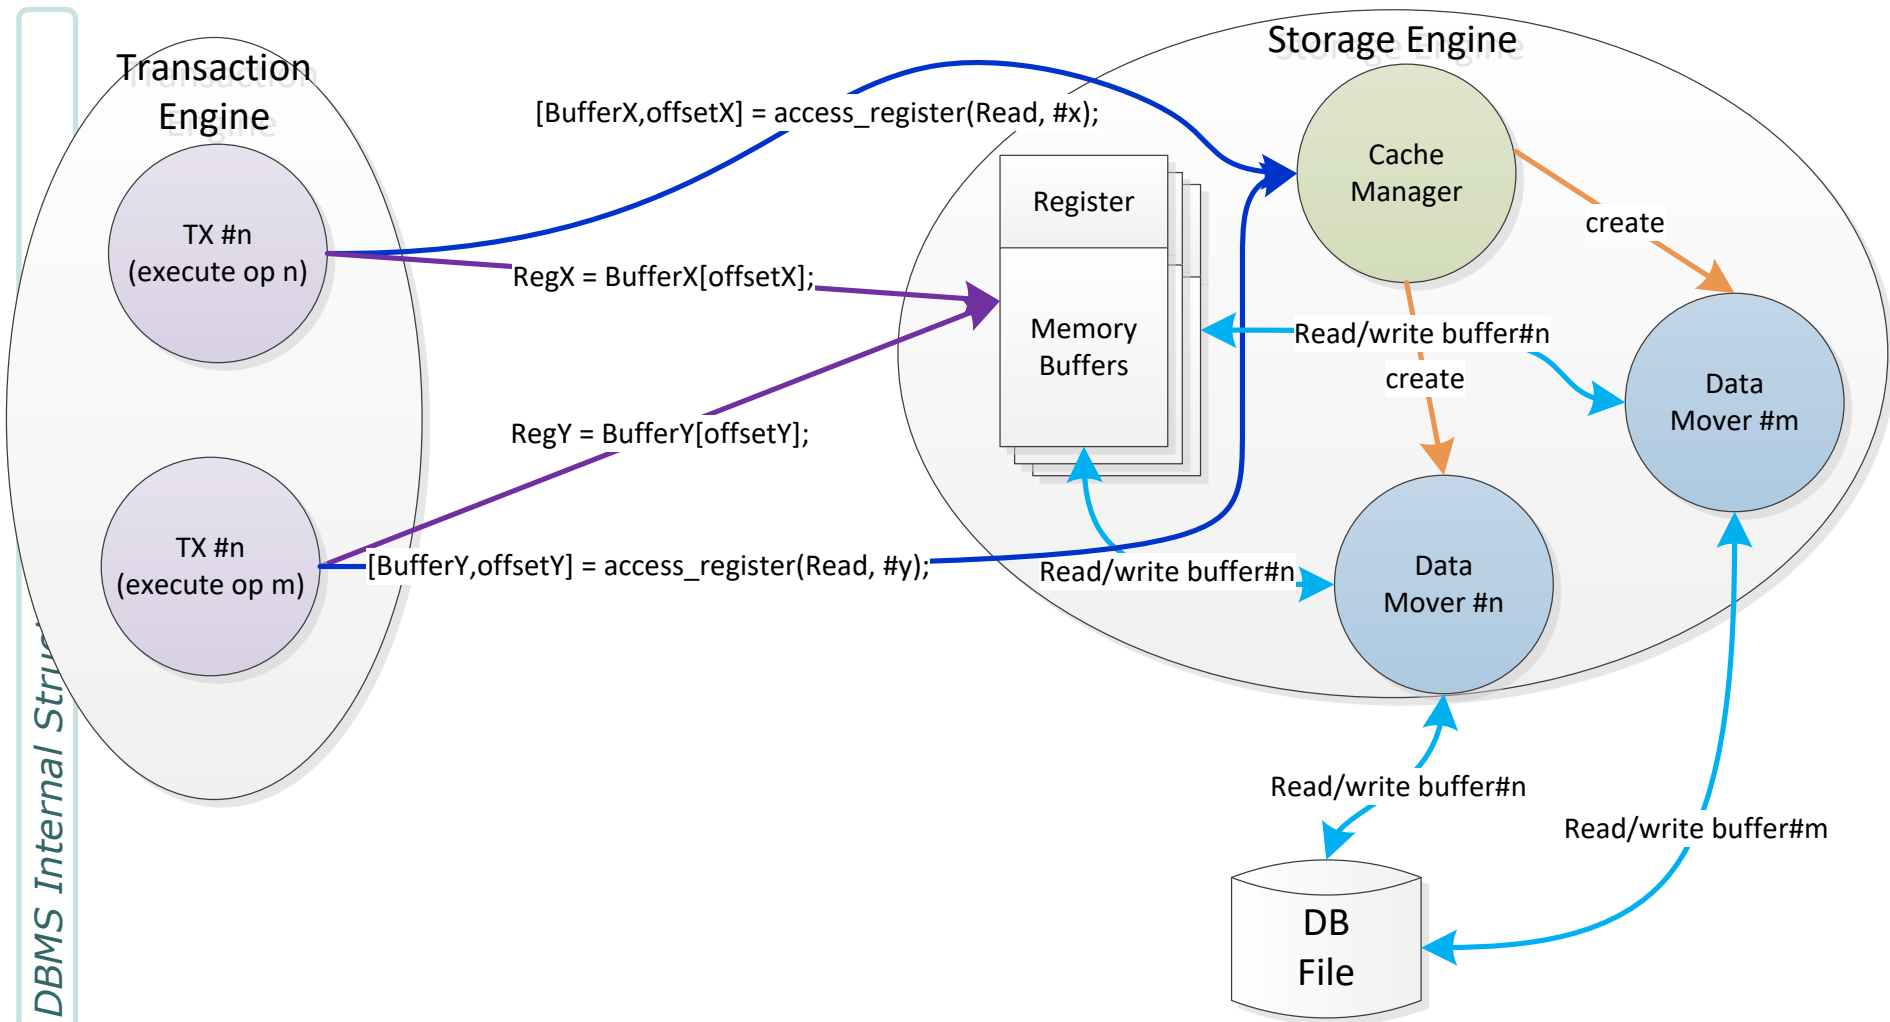 Transaction
Engine
TX #n
(execute op n)
TX #n
(execute op m)
[BufferX,offsetX] = access_register(Read, #x);
RegX = BufferX[offsetX];
RegY = BufferY[offsetY];
[BufferY,offsetY] = access_register(Read, #y);
Storage Engine
Register
Memory
Buffers
Cache
Manager
create
create
Read/write buffer#n
Data
Mover #m
Read/write buffer#n
Data
Mover #n
Read/write buffer#n
Read/write buffer#m
DB
File
DBMS Internal